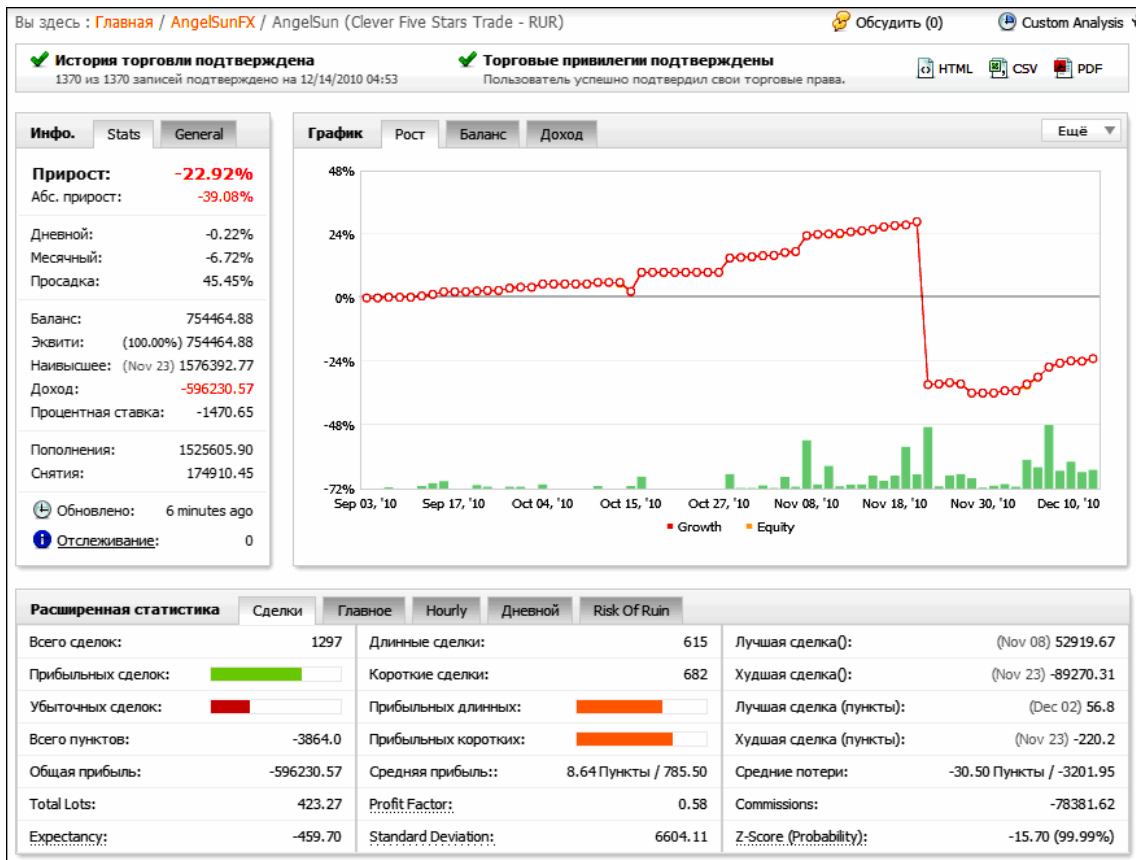 Вы здесь : Главная / AngelSunFX / AngelSun (Clever Five Stars Trade - RUR) Обсудить (0) Custom Analysis
История торговли подтверждена Торговые привилегии подтверждены HTML CSV PDF
1370 из 1370 записей подтверждено на 12/14/2010 04:53 Пользователь успешно подтвердил свои торговые права.
Инфо. Stats General
Прирост: -22.92%
Абс. прирост: -39.08%
Дневной: -0.22%
Месячный: -6.72%
Просадка: 45.45%
Баланс: 754464.88
Эквити: (100.00%) 754464.88
Наивысшее: (Nov 23) 1576392.77
Доход: -596230.57
Процентная ставка: -1470.65
Пополнения: 1525605.90
Снятия: 174910.45
Обновлено: 6 minutes ago
Отслеживание: 0
График Рост Баланс Доход Ещё
48%
24%
0%
-24%
-48%
-72%
Sep 03, '10 Sep 17, '10 Oct 04, '10 Oct 15, '10 Oct 27, '10 Nov 08, '10 Nov 18, '10 Nov 30, '10 Dec 10, '10
Growth Equity
Расширенная статистика Сделки Главное Hourly Дневной Risk Of Ruin
Всего сделок: 1297 Длинные сделки: 615 Лучшая сделка(): (Nov 08) 52919.67
Прибыльных сделок: Короткие сделки: 682 Худшая сделка(): (Nov 23) -89270.31
Убыточных сделок: Прибыльных длинных: Лучшая сделка (пункты): (Dec 02) 56.8
Всего пунктов: -3864.0 Прибыльных коротких: Худшая сделка (пункты): (Nov 23) -220.2
Общая прибыль: -596230.57 Средняя прибыль:: 8.64 Пункты / 785.50 Средние потери: -30.50 Пункты / -3201.95
Total Lots: 423.27 Profit Factor: 0.58 Commissions: -78381.62
Expectancy: -459.70 Standard Deviation: 6604.11 Z-Score (Probability): -15.70 (99.99%)